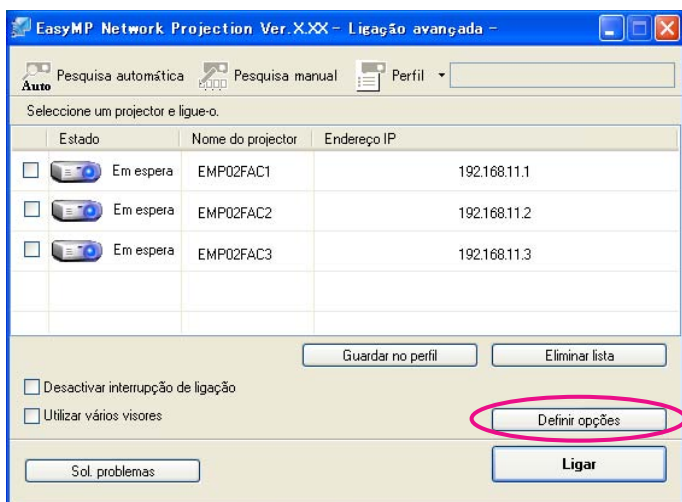 EasyMP Network Projection Ver.X.XX - Ligação avançada -
Auto Pesquisa automática Pesquisa manual Perfil
Seleccione um projector e ligue-o.
Estado Nome do projector Endereço IP
Em espera EMP02FAC1 192.168.11.1
Em espera EMP02FAC2 192.168.11.2
Em espera EMP02FAC3 192.168.11.3
Guardar no perfil Eliminar lista
Desactivar interrupção de ligação
Utilizar vários visores Definir opções
Sol. problemas Ligar